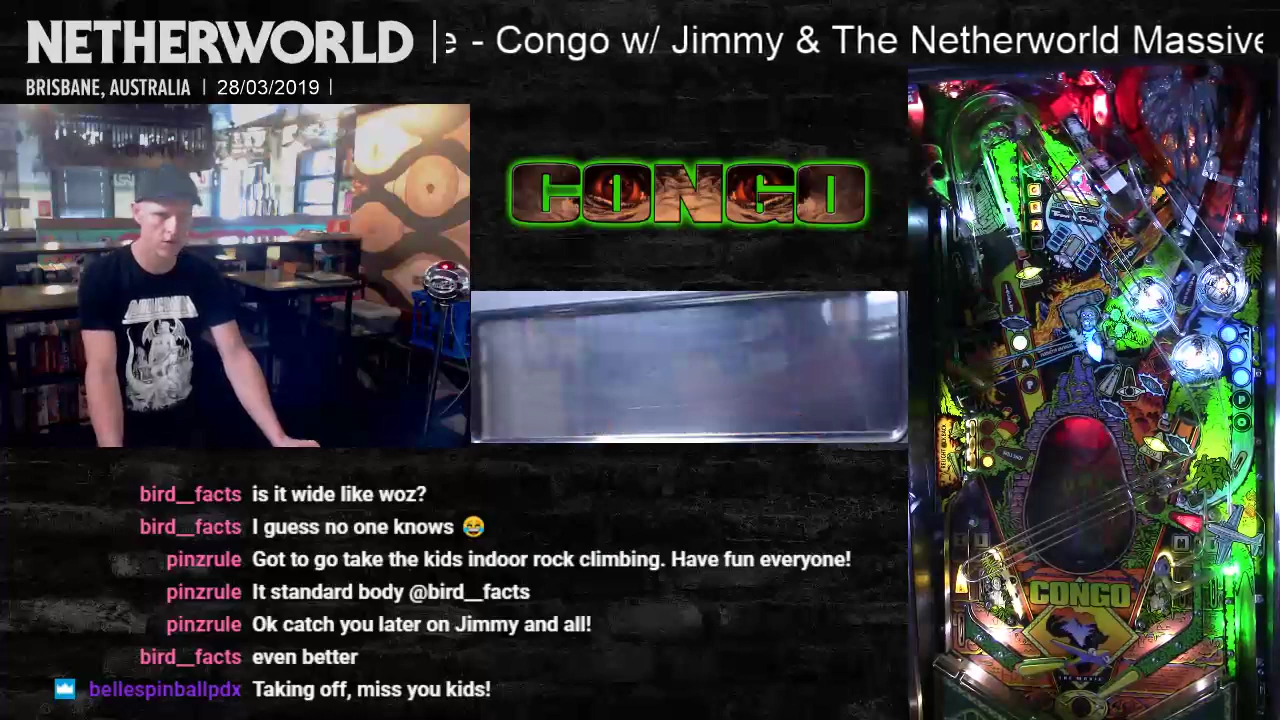 NETHERWORLD
e - Congo w/ Jimmy & The Netherworld Massive
BRISBANE, AUSTRALIA | 28/03/2019 |
CONGO
bird__facts is it wide like woz?
bird__facts I guess no one knows 😂
pinzrule Got to go take the kids indoor rock climbing. Have fun everyone!
pinzrule It standard body @bird__facts
pinzrule Ok catch you later on Jimmy and all!
bird__facts even better
bellespinballpdx Taking off, miss you kids!
CONGO
THE MOVIE